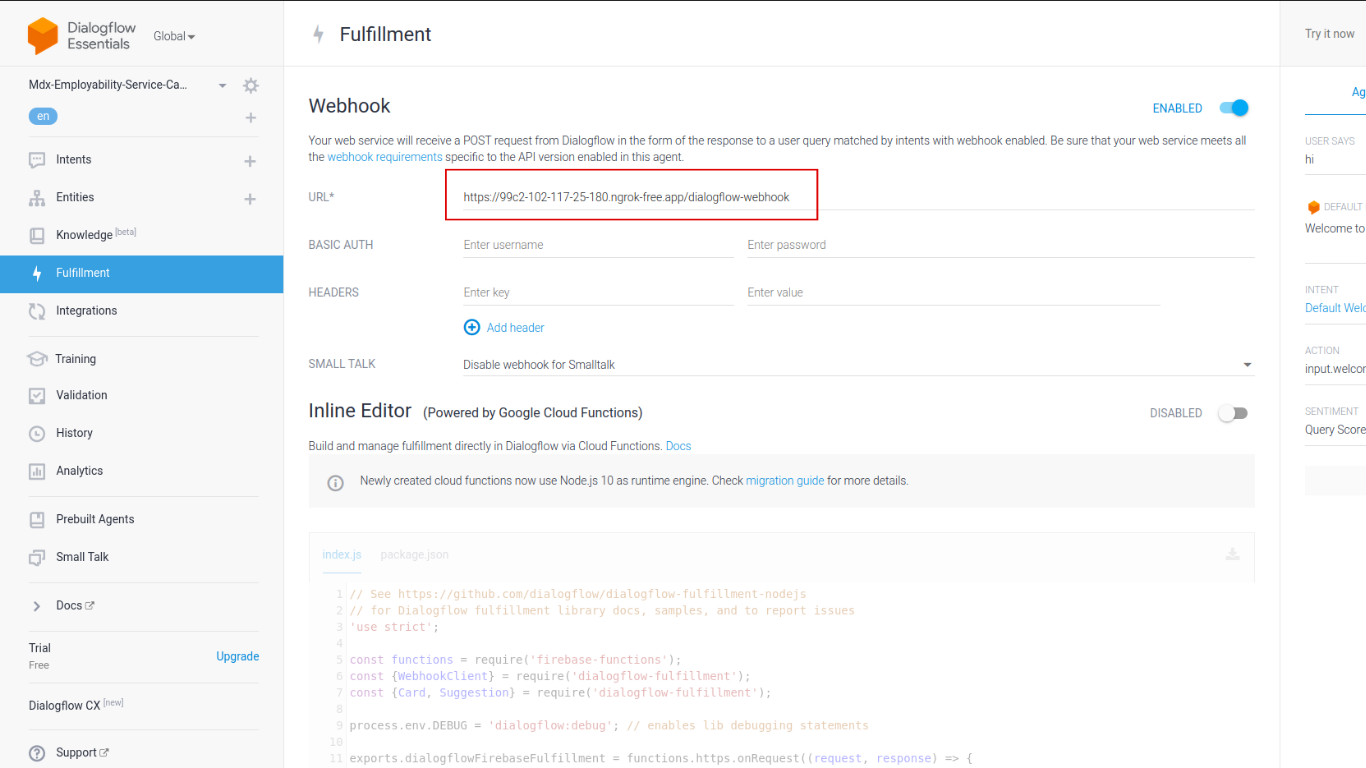 Dialogflow
Essentials
Global
Mdx-Employability-Service-Ca...
en
Intents
Entities
Knowledge [beta]
Fulfillment
Integrations
Training
Validation
History
Analytics
Prebuilt Agents
Small Talk
Docs
Trial
Free
Upgrade
Dialogflow CX [new]
Support
Fulfillment
Webhook
ENABLED
Your web service will receive a POST request from Dialogflow in the form of the response to a user query matched by intents with webhook enabled. Be sure that your web service meets all
the webhook requirements specific to the API version enabled in this agent.
URL*
https://99c2-102-117-25-180.ngrok-free.app/dialogflow-webhook
BASIC AUTH
Enter username
Enter password
HEADERS
Enter key
Enter value
Add header
SMALL TALK
Disable webhook for Smalltalk
Inline Editor (Powered by Google Cloud Functions)
DISABLED
Build and manage fulfillment directly in Dialogflow via Cloud Functions. Docs
Newly created cloud functions now use Node.js 10 as runtime engine. Check migration guide for more details.
index.js
package.json
1 // See https://github.com/dialogflow/dialogflow-fulfillment-nodejs
2 // for Dialogflow fulfillment library docs, samples, and to report issues
3 'use strict';
4
5 const functions = require('firebase-functions');
6 const {WebhookClient} = require('dialogflow-fulfillment');
7 const {Card, Suggestion} = require('dialogflow-fulfillment');
8
9 process.env.DEBUG = 'dialogflow:debug'; // enables lib debugging statements
10
11 exports.dialogflowFirebaseFulfillment = functions.https.onRequest((request, response) => {
Try it now
Ag
USER SAYS
hi
DEFAULT
Welcome to
INTENT
Default Welc
ACTION
input.welcom
SENTIMENT
Query Score